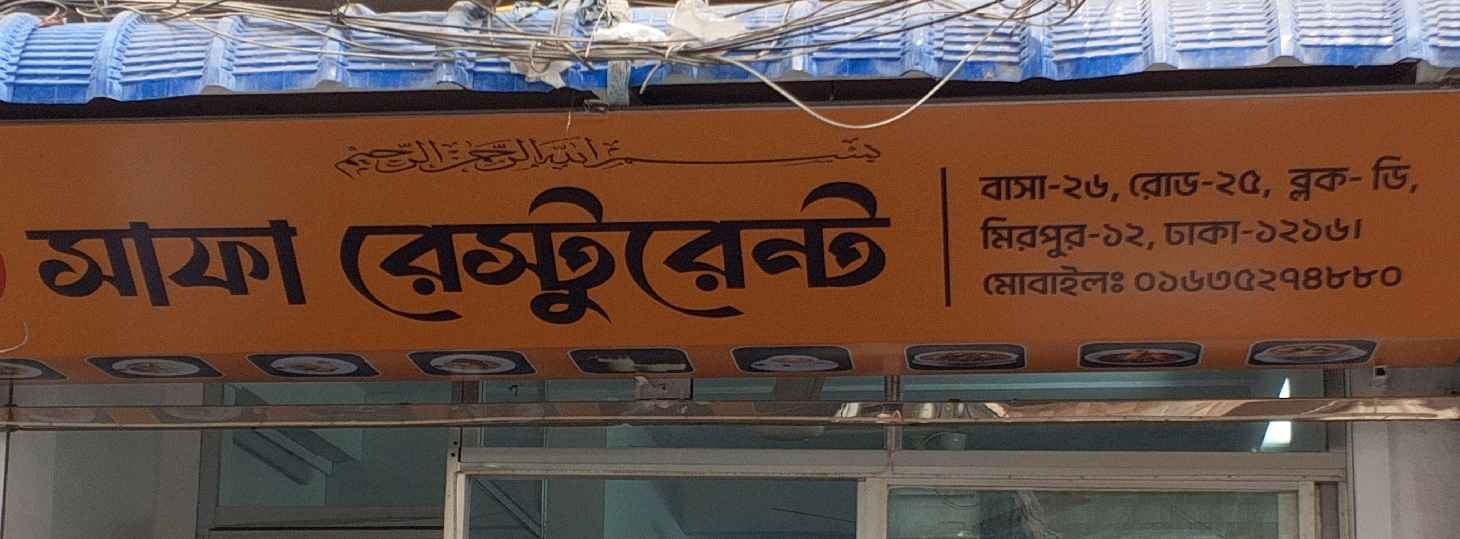 بسم الله الرحمن الرحيم
সাফা রেস্টুরেন্ট
বাসা-২৬, রোড-২৫, ব্লক- ডি,
মিরপুর-১২, ঢাকা-১২১৬।
মোবাইলঃ ০১৬৩৫২৭৪৮৮০